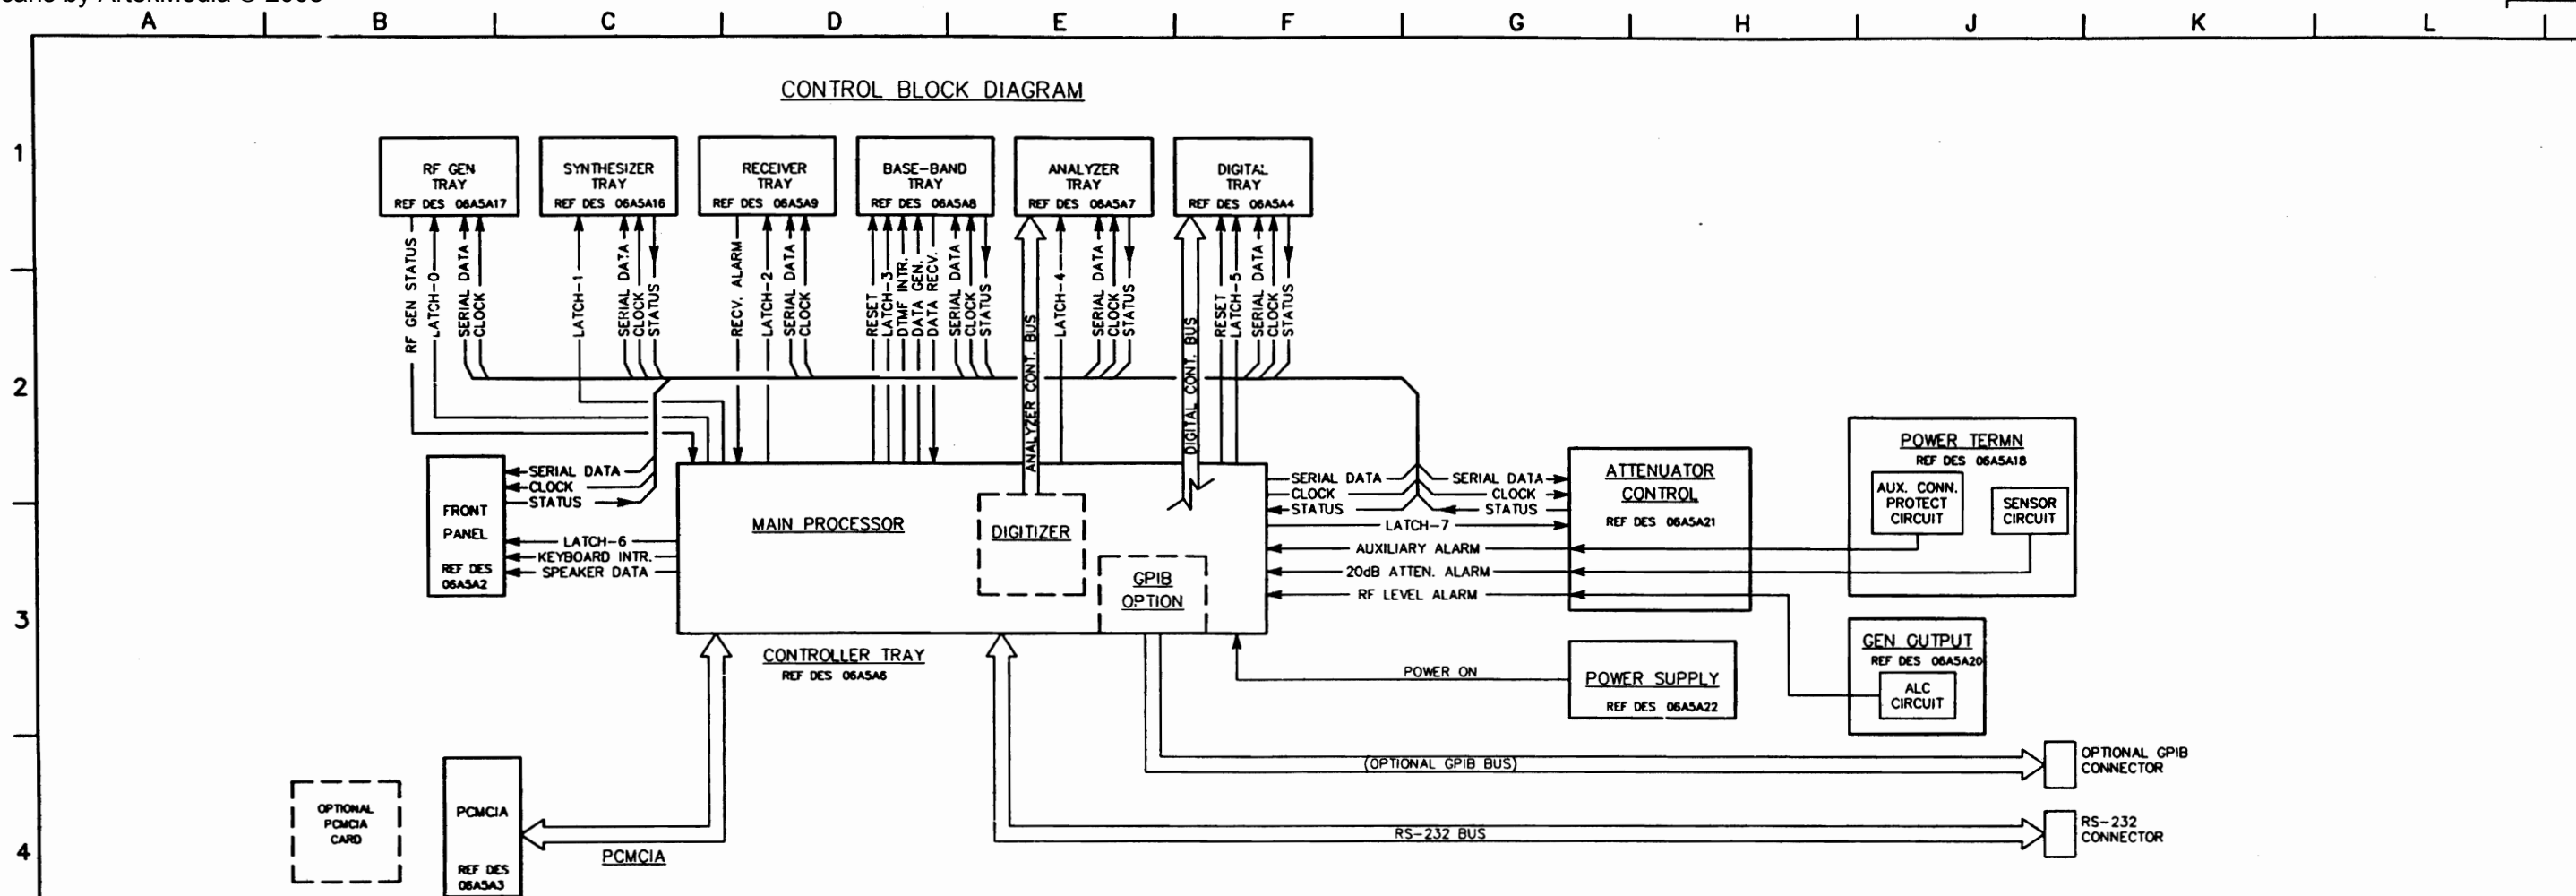 cans by ArtekMedia © 2008
A B C D E F G H J K L
CONTROL BLOCK DIAGRAM
1
RF GEN
TRAY
REF DES 06A5A17
SYNTHESIZER
TRAY
REF DES 06A5A16
RECEIVER
TRAY
REF DES 06A5A9
BASE-BAND
TRAY
REF DES 06A5A8
ANALYZER
TRAY
REF DES 06A5A7
DIGITAL
TRAY
REF DES 06A5A4
RF GEN STATUS
LATCH-0
SERIAL DATA
CLOCK
LATCH-1
SERIAL DATA
CLOCK
STATUS
RECV. ALARM
LATCH-2
SERIAL DATA
CLOCK
RESET
LATCH-3
DTMF INTR.
DATA GEN.
DATA RECV.
SERIAL DATA
CLOCK
STATUS
ANALYZER CONT. BUS
LATCH-4
SERIAL DATA
CLOCK
STATUS
DIGITAL CONT. BUS
RESET
LATCH-5
SERIAL DATA
CLOCK
STATUS
2
FRONT
PANEL
REF DES
06A5A2
SERIAL DATA
CLOCK
STATUS
LATCH-6
KEYBOARD INTR.
SPEAKER DATA
MAIN PROCESSOR
DIGITIZER
GPIB
OPTION
SERIAL DATA
CLOCK
STATUS
SERIAL DATA
CLOCK
STATUS
LATCH-7
AUXILIARY ALARM
20dB ATTEN. ALARM
RF LEVEL ALARM
ATTENUATOR
CONTROL
REF DES 06A5A21
POWER TERMN
REF DES 06A5A18
AUX. CONN.
PROTECT
CIRCUIT
SENSOR
CIRCUIT
3
CONTROLLER TRAY
REF DES 06A5A6
POWER ON
POWER SUPPLY
REF DES 06A5A22
GEN OUTPUT
REF DES 06A5A20
ALC
CIRCUIT
(OPTIONAL GPIB BUS)
OPTIONAL GPIB
CONNECTOR
4
OPTIONAL
PCMCIA
CARD
PCMCIA
REF DES
06A5A3
PCMCIA
RS-232 BUS
RS-232
CONNECTOR